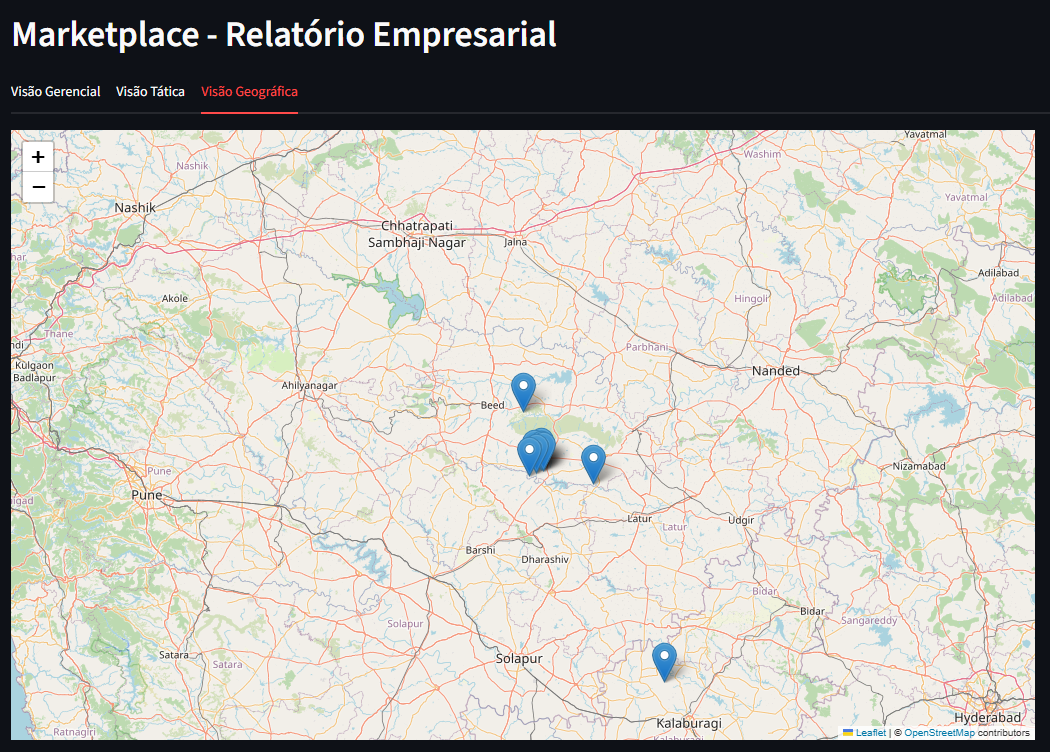 Marketplace - Relatório Empresarial
Visão Gerencial Visão Tática Visão Geográfica
+
−
Yavatmal
Washim
Nashik
Yavatmal
Nashik
Chhatrapati
Sambhaji Nagar
Jalna
har
Adilabad
Akole
Hingoli
Adilabad
Thane
ndi
Parbhani
Kulgaon
Badlapur
Nanded
Ahilyanagar
Beed
Nizamabad
Pune
Pune
igad
Latur
Latur
Udgir
Barshi
Dharashiv
Bidar
Bidar
Solapur
Sangareddy
Satara
Satara
Solapur
Kalaburagi
Hyderabad
Ratnagiri
Kalaburagi
Leaflet | © OpenStreetMap contributors